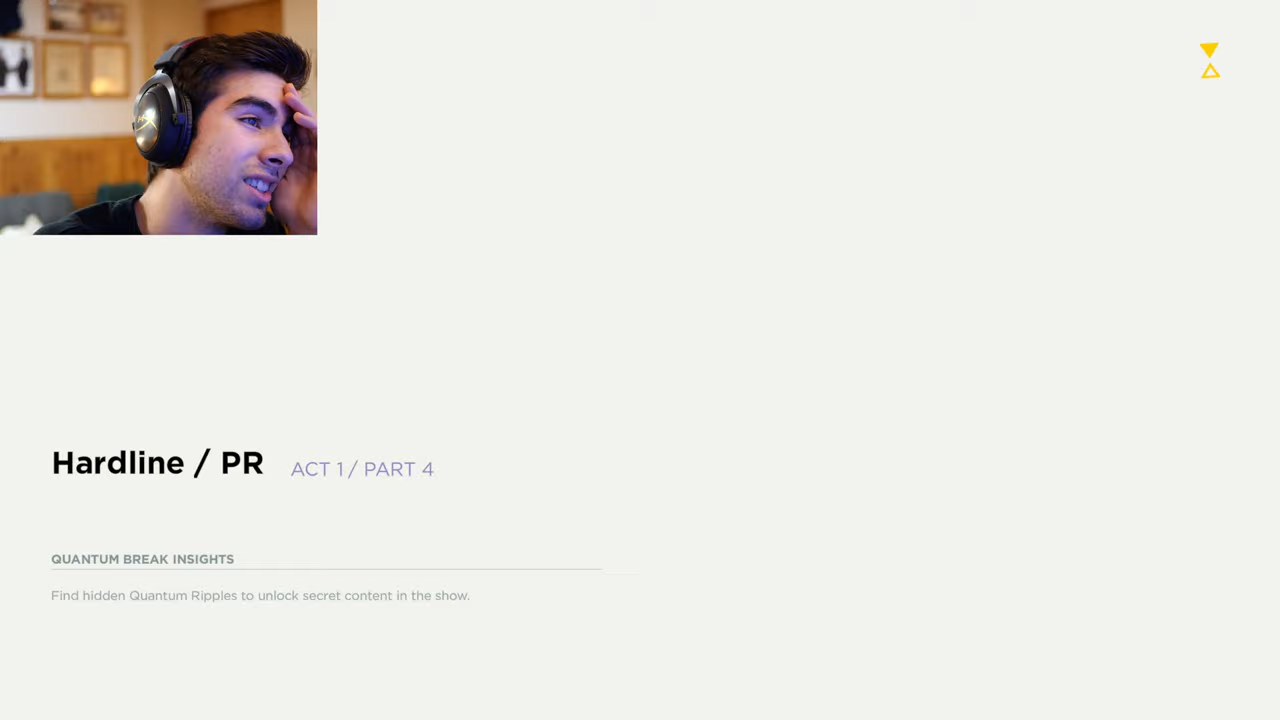 Hardline / PR ACT 1 / PART 4
QUANTUM BREAK INSIGHTS
Find hidden Quantum Ripples to unlock secret content in the show.